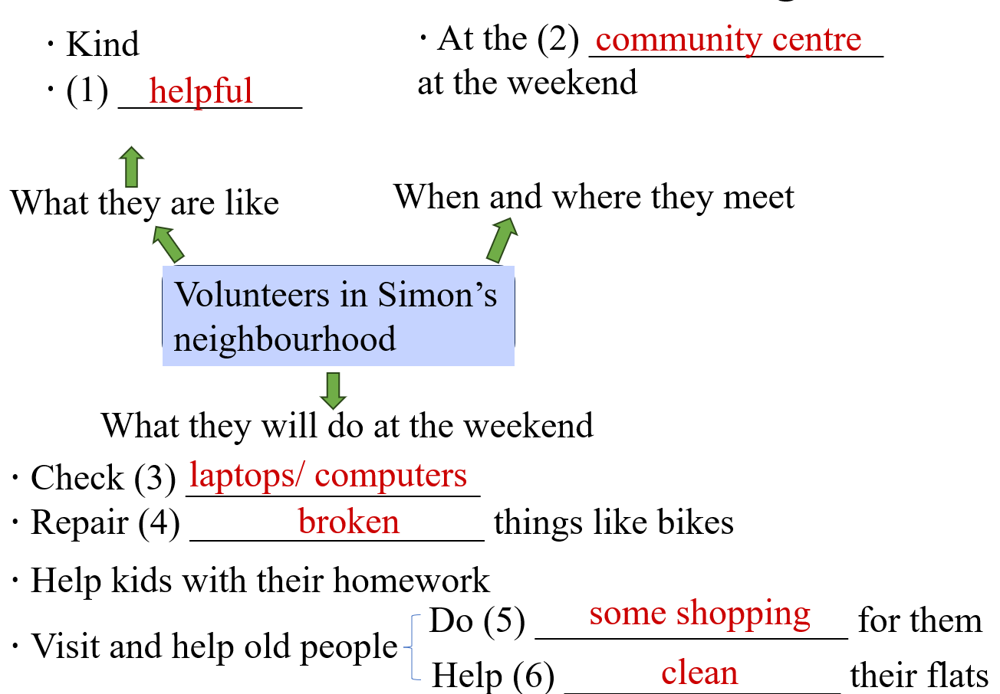 · Kind
· (1) helpful
· At the (2) community centre
at the weekend
What they are like
When and where they meet
Volunteers in Simon’s
neighbourhood
What they will do at the weekend
· Check (3) laptops/ computers
· Repair (4) broken things like bikes
· Help kids with their homework
· Visit and help old people
Do (5) some shopping for them
Help (6) clean their flats